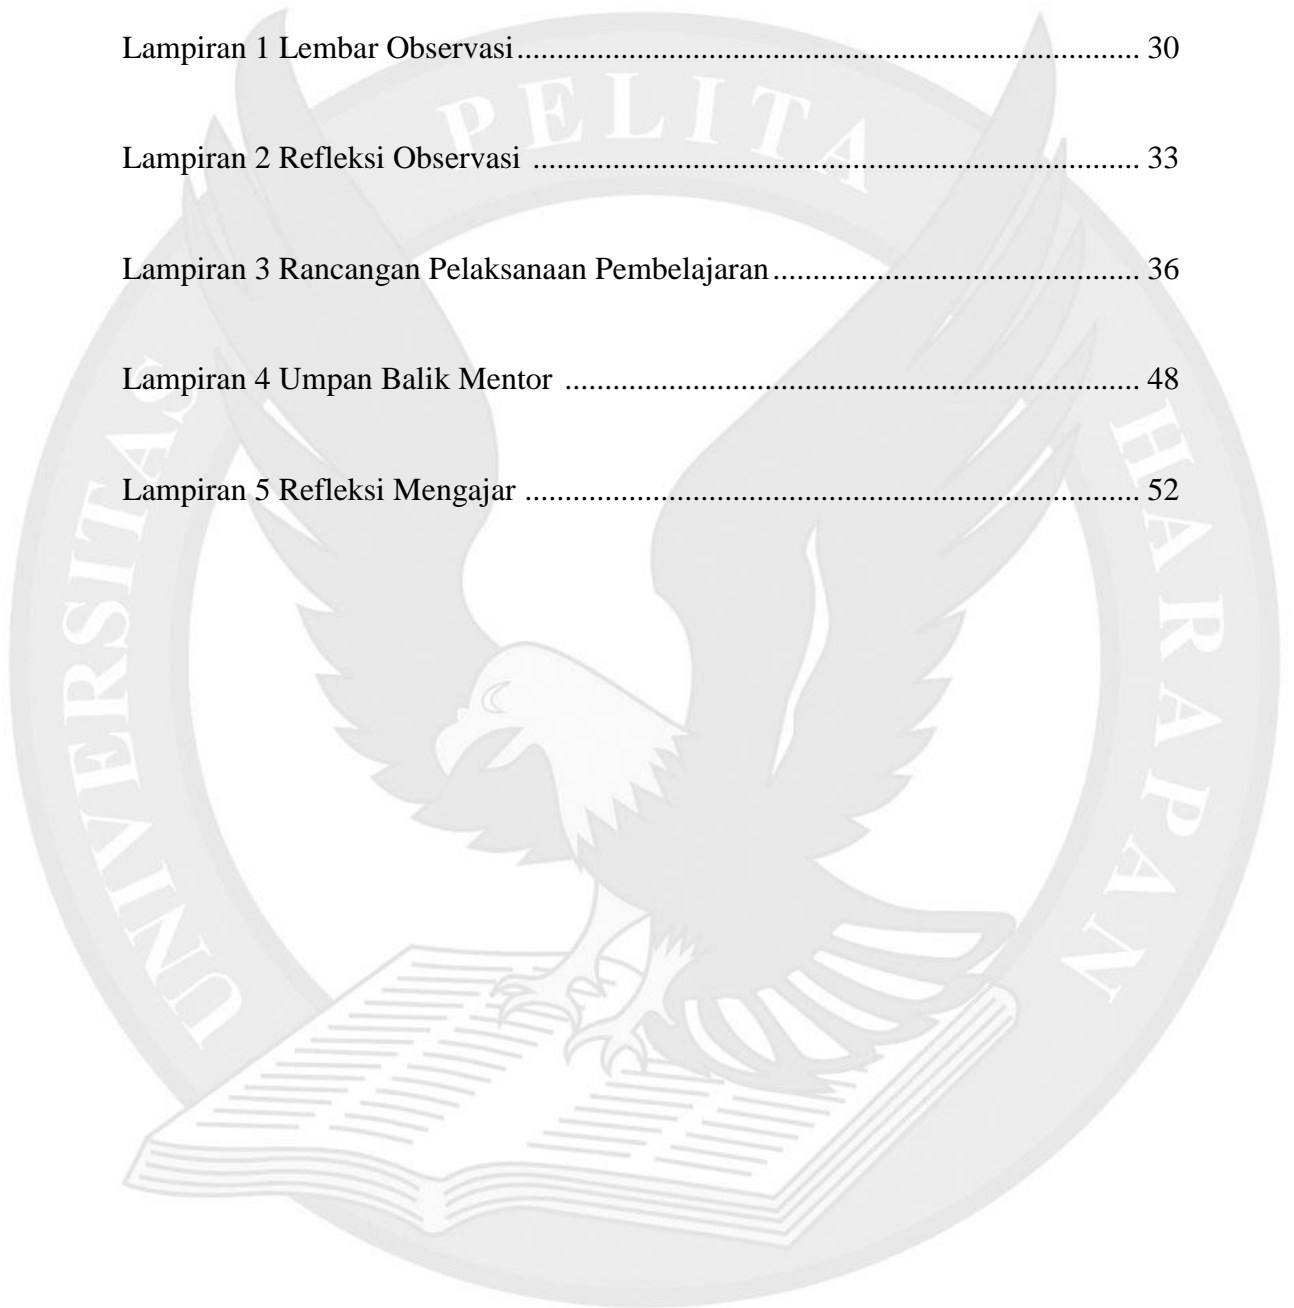 Lampiran 1 Lembar Observasi.............................................................................. 30
Lampiran 2 Refleksi Observasi ............................................................................ 33
Lampiran 3 Rancangan Pelaksanaan Pembelajaran.............................................. 36
Lampiran 4 Umpan Balik Mentor ........................................................................ 48
Lampiran 5 Refleksi Mengajar ............................................................................. 52
UNIVERSITAS PELITA HARAPAN